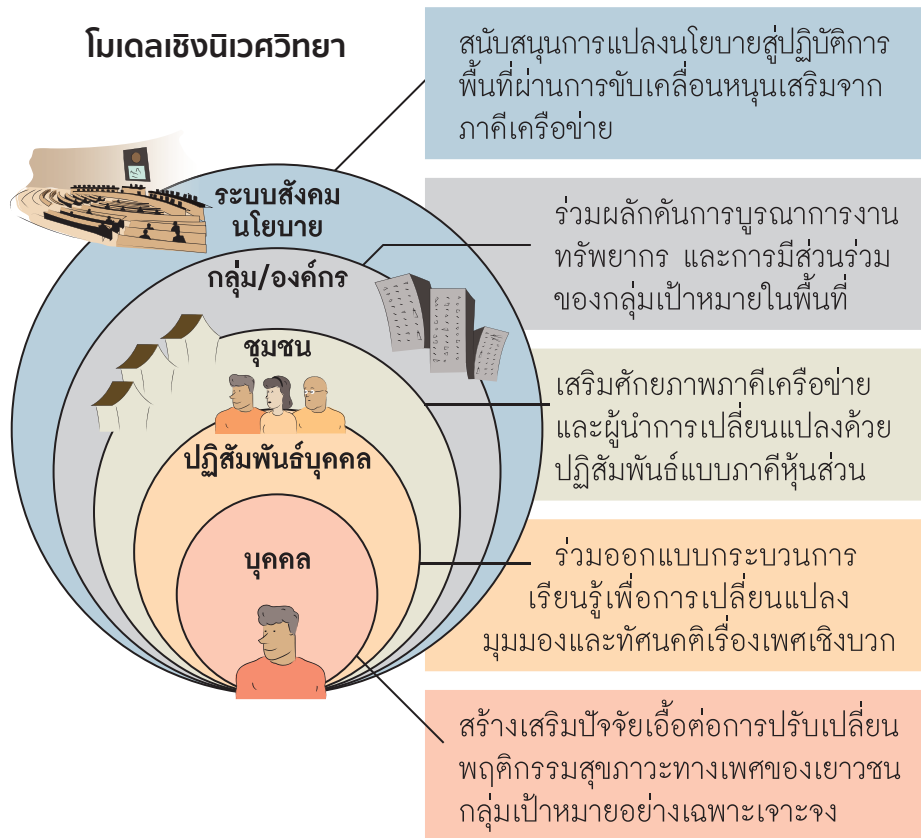 โมเดลเชิงนิเวศวิทยา
สนับสนุนการแปลงนโยบายสู่ปฏิบัติการ
พื้นที่ผ่านการขับเคลื่อนหนุนเสริมจาก
ภาคีเครือข่าย
ระบบสังคม
นโยบาย
ร่วมผลักดันการบูรณาการงาน
ทรัพยากร และการมีส่วนร่วม
ของกลุ่มเป้าหมายในพื้นที่
กลุ่ม/องค์กร
ชุมชน
เสริมศักยภาพภาคีเครือข่าย
และผู้นำการเปลี่ยนแปลงด้วย
ปฏิสัมพันธ์แบบภาคีหุ้นส่วน
ปฏิสัมพันธ์บุคคล
ร่วมออกแบบกระบวนการ
เรียนรู้เพื่อการเปลี่ยนแปลง
มุมมองและทัศนคติเรื่องเพศเชิงบวก
บุคคล
สร้างเสริมปัจจัยเอื้อต่อการปรับเปลี่ยน
พฤติกรรมสุขภาวะทางเพศของเยาวชน
กลุ่มเป้าหมายอย่างเฉพาะเจาะจง